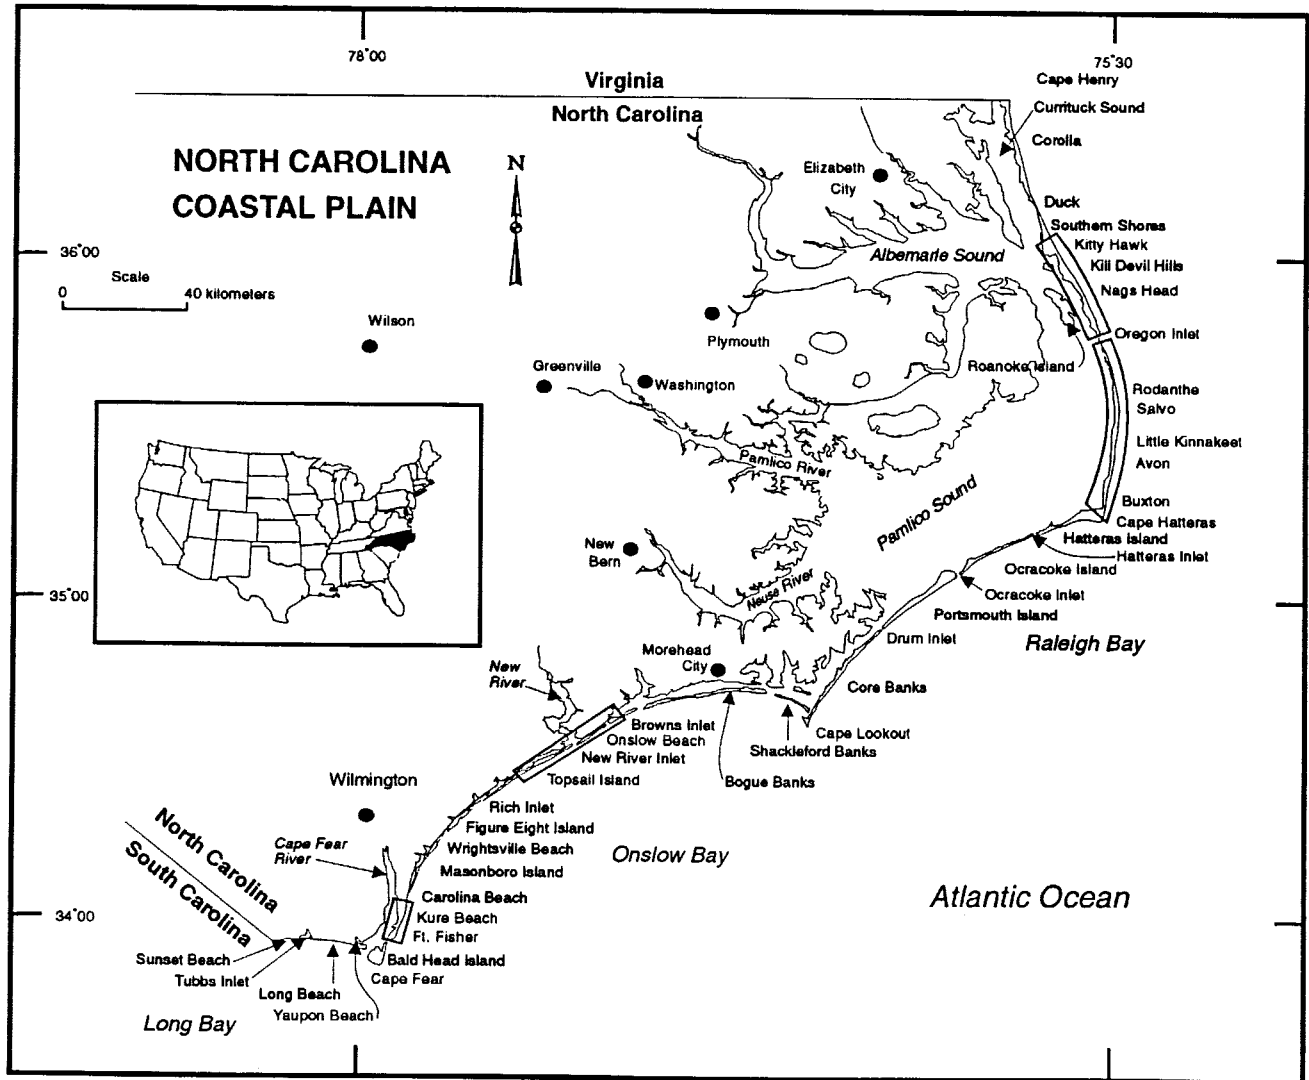 78°00
75°30
Cape Henry
Virginia
North Carolina
Currituck Sound
Corolla
NORTH CAROLINA
COASTAL PLAIN
N
Elizabeth
City
Duck
Southern Shores
Kitty Hawk
36°00
Albemarle Sound
Kill Devil Hills
Scale
0
40 kilometers
Nags Head
Wilson
Oregon Inlet
Plymouth
Greenville
Roanoke Island
Washington
Rodanthe
Salvo
Little Kinnakeet
Pamlico River
Avon
Pamlico Sound
Buxton
Cape Hatteras
New
Bern
Hatteras Island
Hatteras Inlet
Ocracoke Island
35°00
Neuse River
Ocracoke Inlet
Portsmouth Island
Drum Inlet
Raleigh Bay
Morehead
City
New
River
Core Banks
Browns Inlet
Cape Lookout
Onslow Beach
Shackleford Banks
New River Inlet
Topsail Island
Bogue Banks
Wilmington
Rich Inlet
North Carolina
South Carolina
Figure Eight Island
Cape Fear
River
Wrightsville Beach
Onslow Bay
Masonboro Island
Atlantic Ocean
Carolina Beach
34°00
Kure Beach
Ft. Fisher
Sunset Beach
Bald Head Island
Tubbs Inlet
Cape Fear
Long Beach
Yaupon Beach
Long Bay